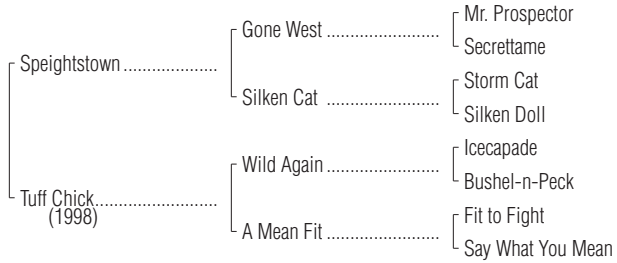 Mr. Prospector
Gone West ........................
Secrettame
Speightstown ....................
Storm Cat
Silken Cat ........................
Silken Doll
Icecapade
Wild Again ........................
Bushel-n-Peck
Tuff Chick..........................
(1998)
Fit to Fight
A Mean Fit ........................
Say What You Mean